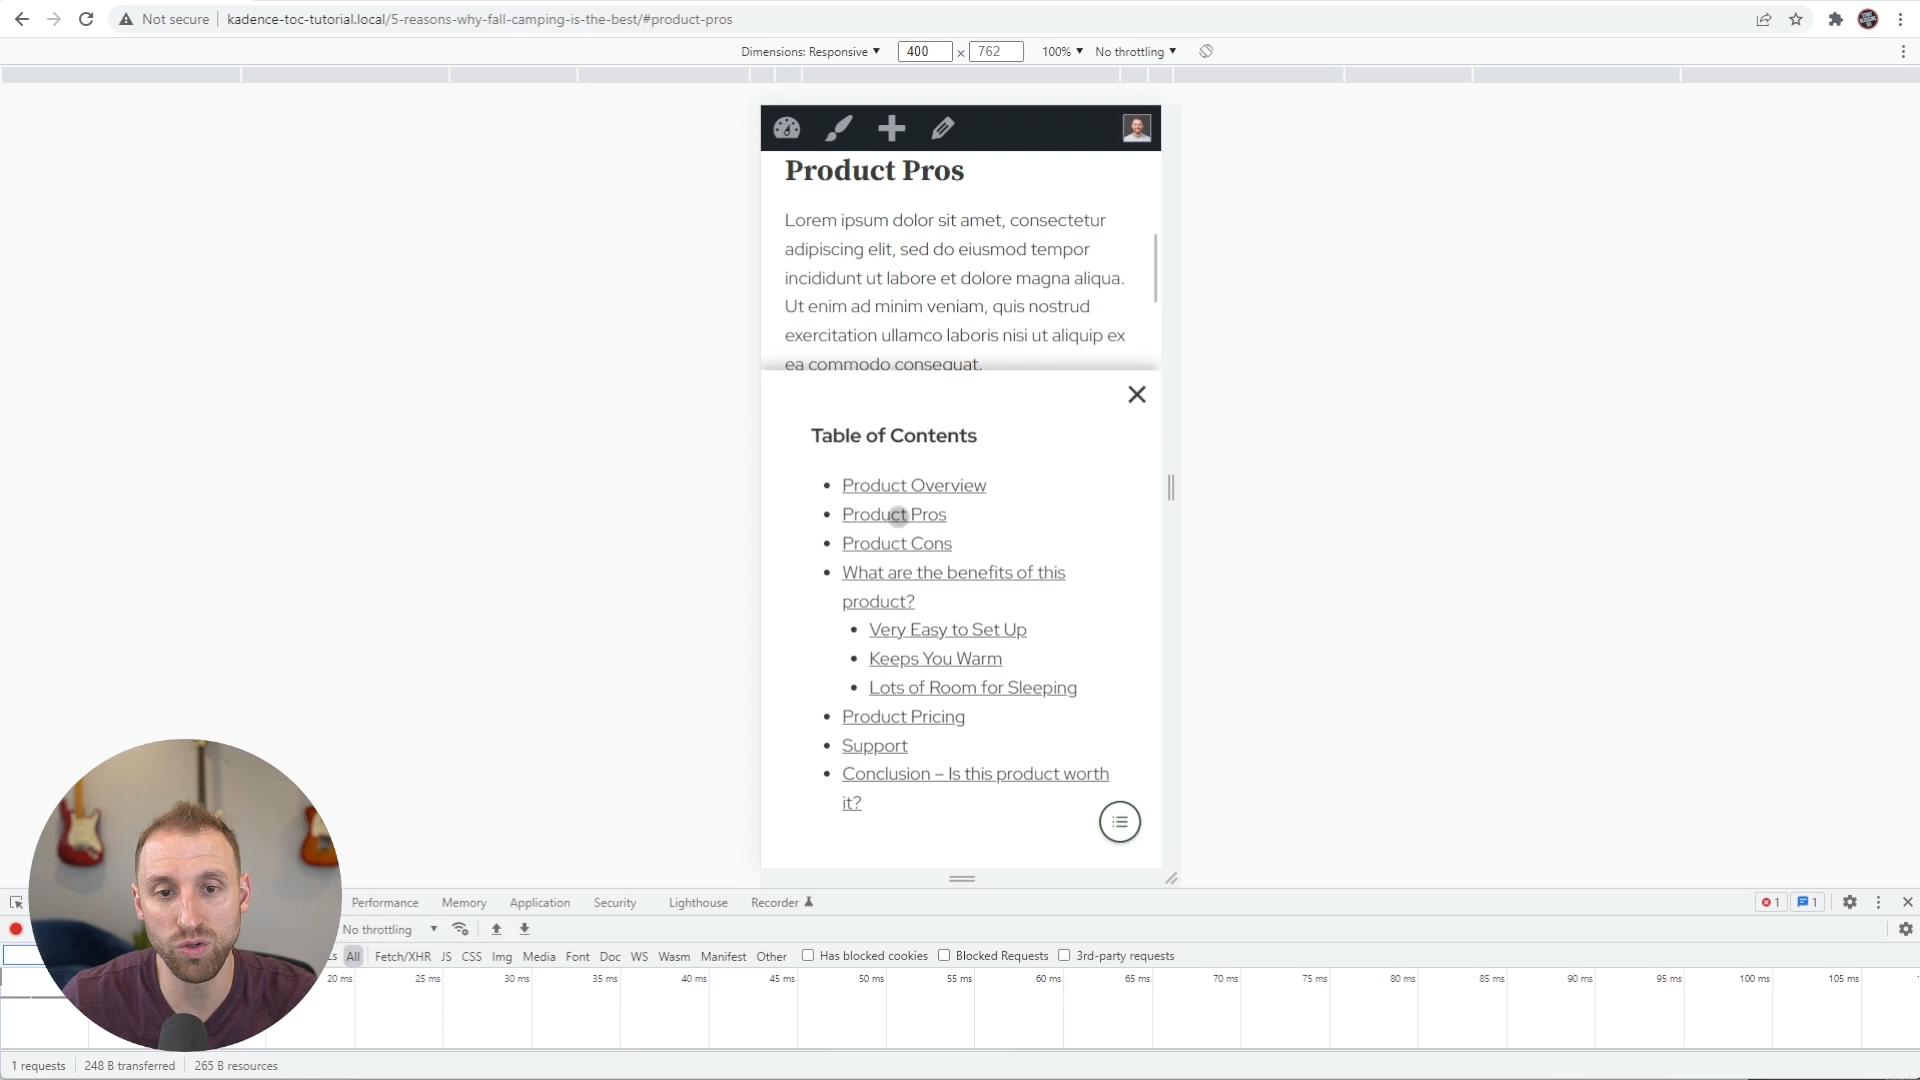 Not secure
kadence-toc-tutorial.local/5-reasons-why-fall-camping-is-the-best/#product-pros
Dimensions: Responsive
400 × 762
100%
No throttling
Product Pros
Lorem ipsum dolor sit amet, consectetur
adipiscing elit, sed do eiusmod tempor
incididunt ut labore et dolore magna aliqua.
Ut enim ad minim veniam, quis nostrud
exercitation ullamco laboris nisi ut aliquip ex
ea commodo consequat.
Table of Contents
Product Overview
Product Pros
Product Cons
What are the benefits of this
product?
Very Easy to Set Up
Keeps You Warm
Lots of Room for Sleeping
Product Pricing
Support
Conclusion – Is this product worth
it?
Performance Memory Application Security Lighthouse Recorder 1 1
No throttling
All Fetch/XHR JS CSS Img Media Font Doc WS Wasm Manifest Other Has blocked cookies Blocked Requests 3rd-party requests
20 ms 25 ms 30 ms 35 ms 40 ms 45 ms 50 ms 55 ms 60 ms 65 ms 70 ms 75 ms 80 ms 85 ms 90 ms 95 ms 100 ms 105 ms
1 requests 248 B transferred 265 B resources